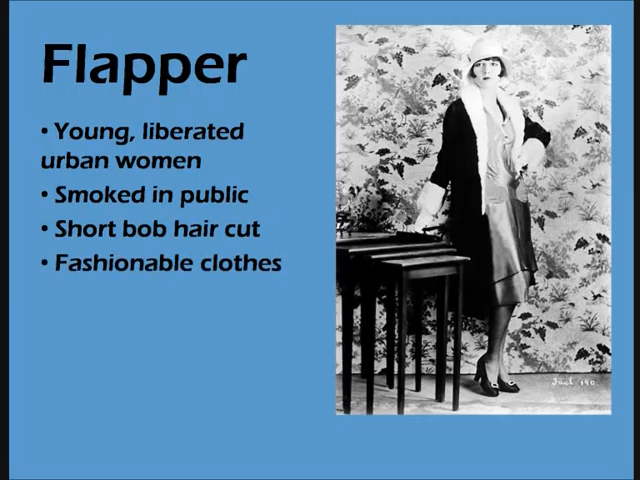 Flapper
• Young, liberated
urban women
• Smoked in public
• Short bob hair cut
• Fashionable clothes